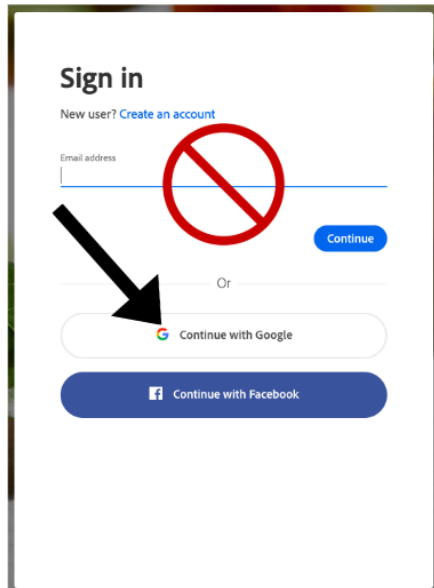 Sign in
New user? Create an account
Email address
Continue
Or
Continue with Google
Continue with Facebook